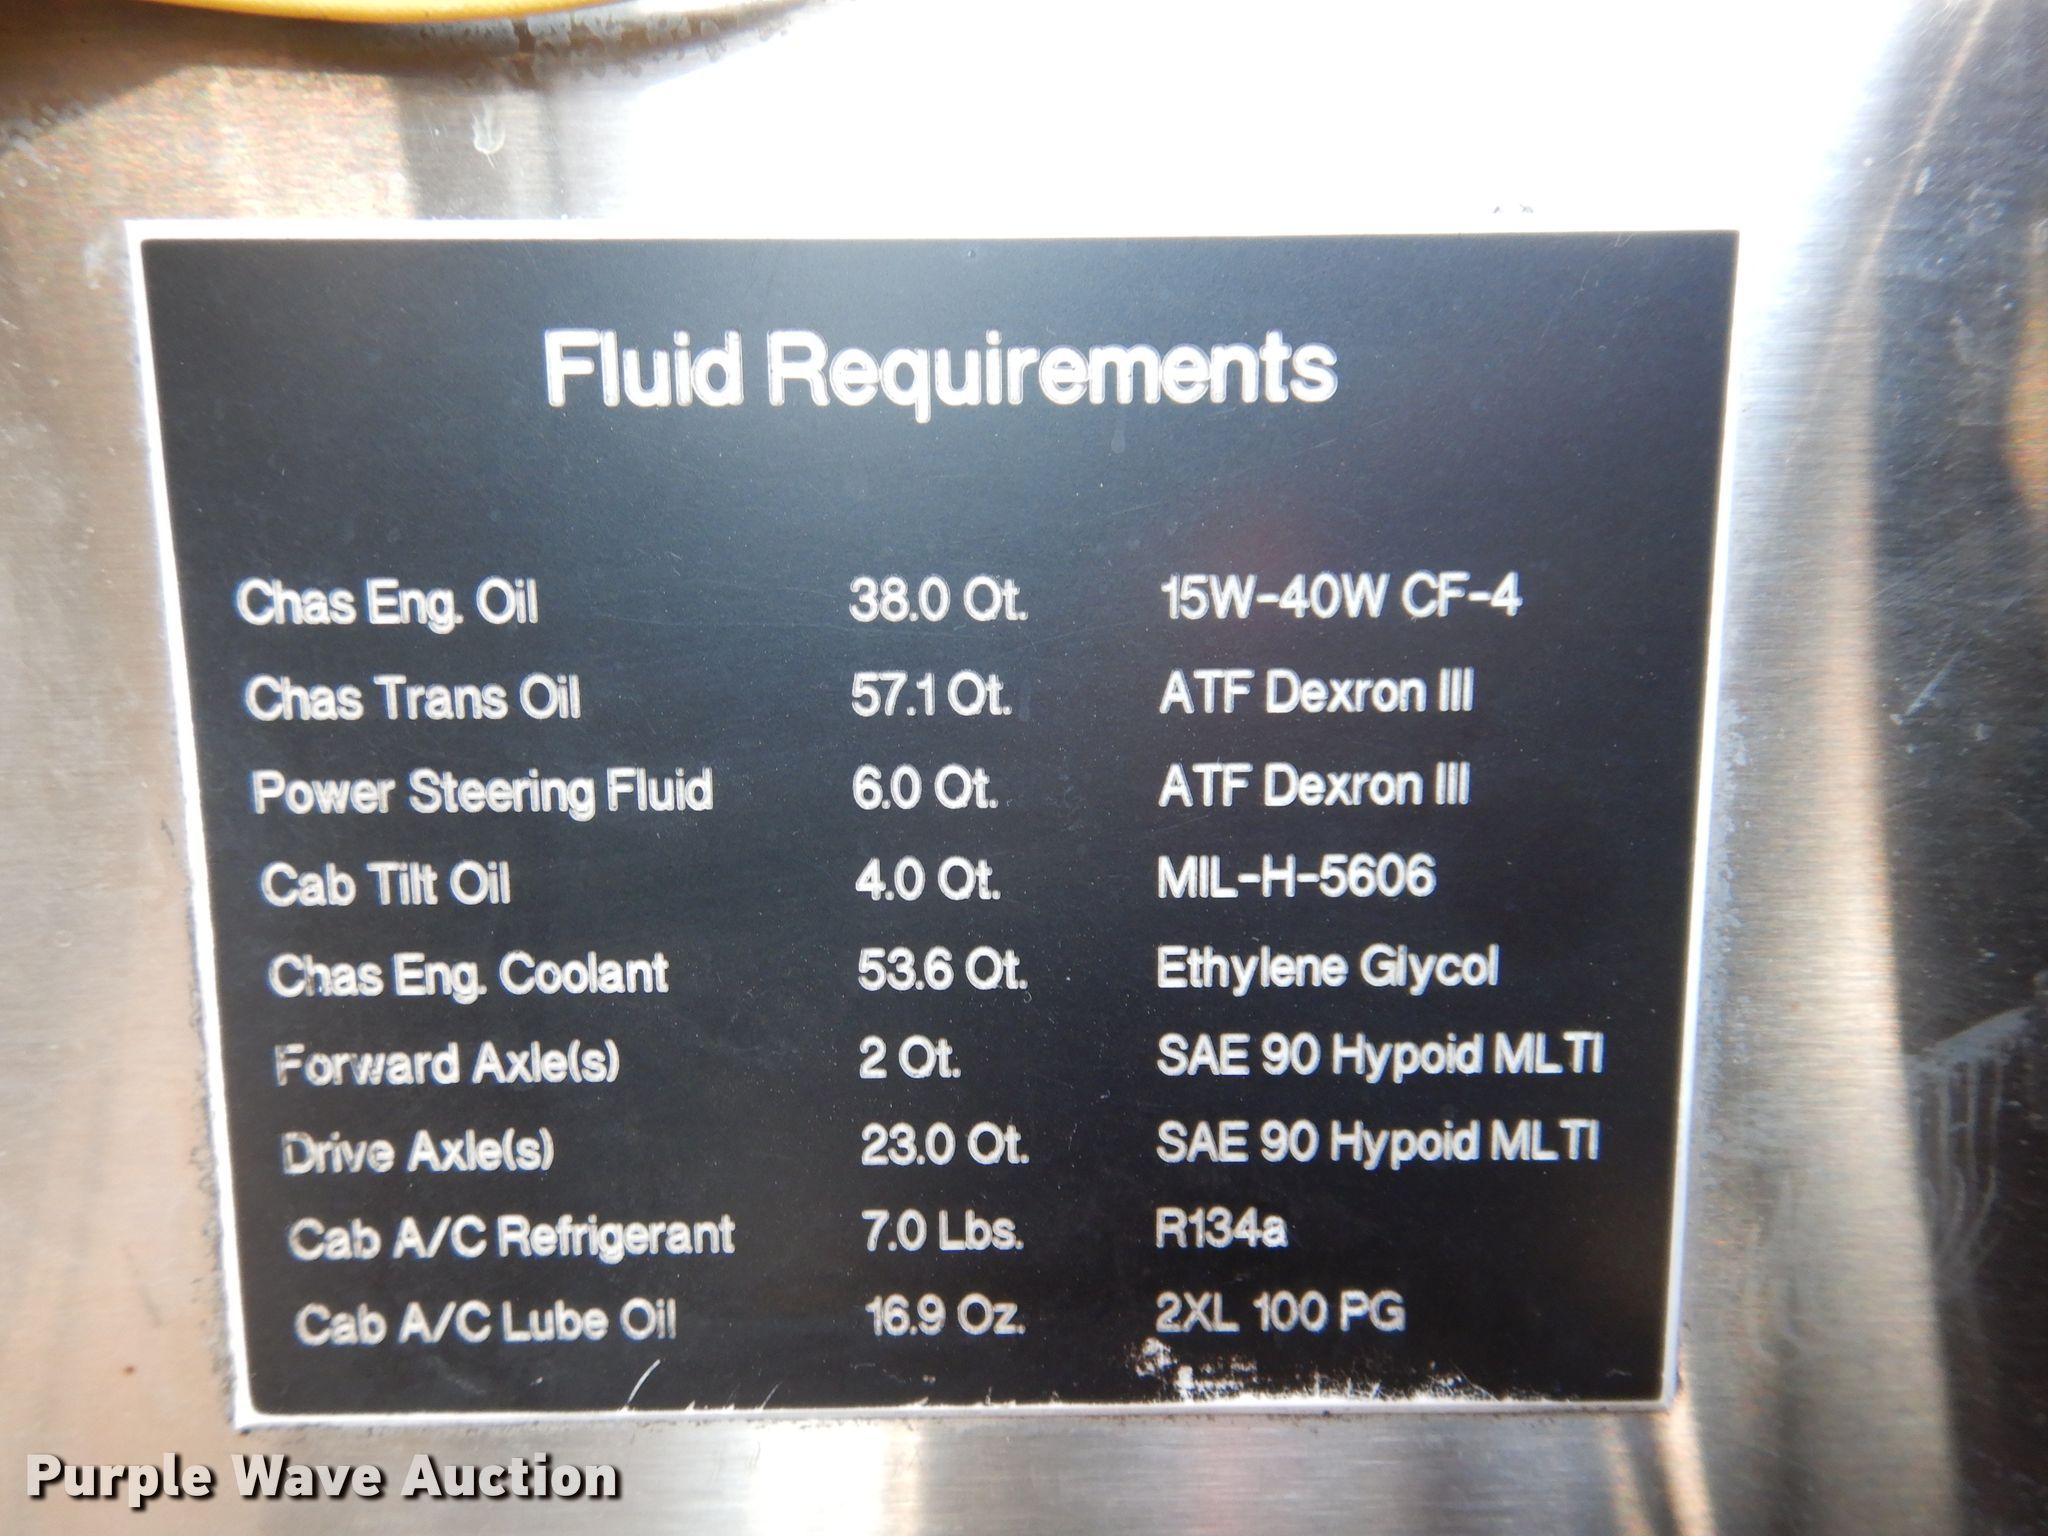 Fluid Requirements
Chas Eng. Oil 38.0 Qt. 15W-40W CF-4
Chas Trans Oil 57.1 Qt. ATF Dexron III
Power Steering Fluid 6.0 Qt. ATF Dexron III
Cab Tilt Oil 4.0 Qt. MIL-H-5606
Chas Eng. Coolant 53.6 Qt. Ethylene Glycol
Forward Axle(s) 2 Qt. SAE 90 Hypoid MLTI
Drive Axle(s) 23.0 Qt. SAE 90 Hypoid MLTI
Cab A/C Refrigerant 7.0 Lbs. R134a
Cab A/C Lube Oil 16.9 Oz. 2XL 100 PG
Purple Wave Auction